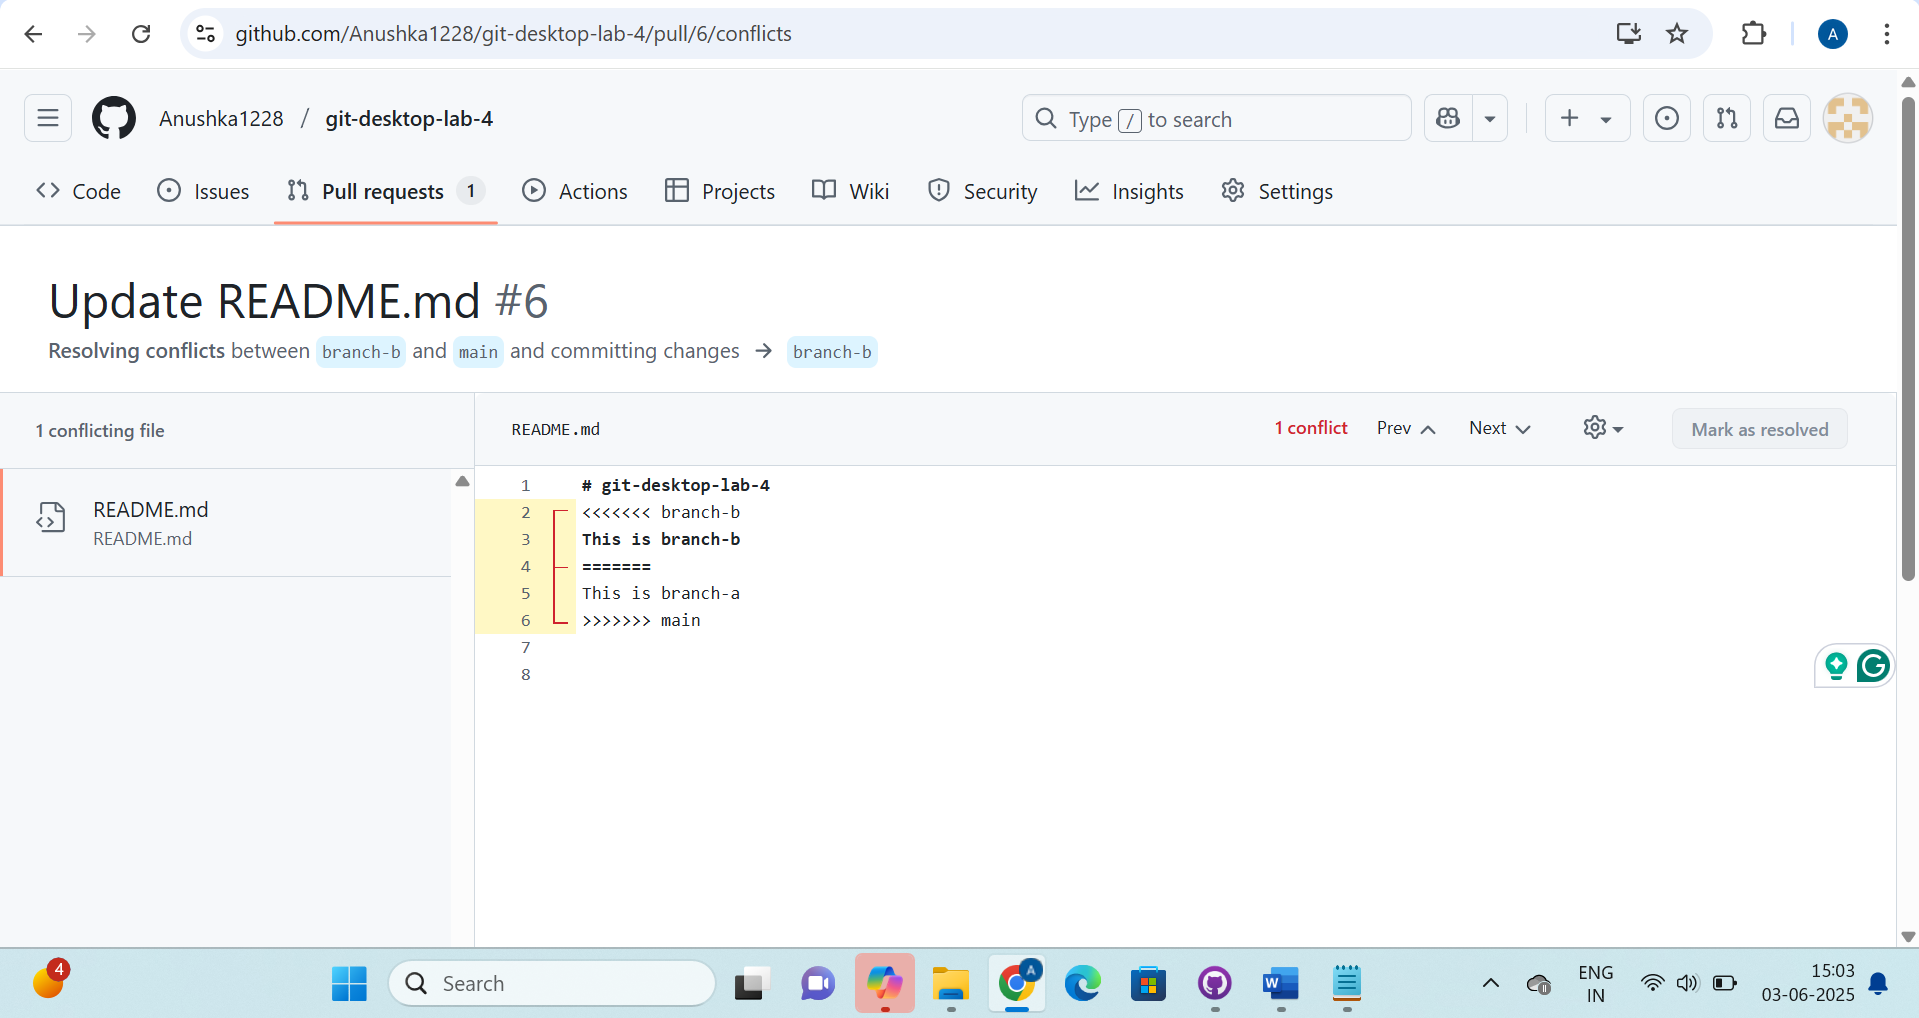 github.com/Anushka1228/git-desktop-lab-4/pull/6/conflicts
A
Anushka1228 / git-desktop-lab-4
Type / to search
Code
Issues
Pull requests 1
Actions
Projects
Wiki
Security
Insights
Settings
Update README.md #6
Resolving conflicts between branch-b and main and committing changes → branch-b
1 conflicting file
README.md
README.md
README.md
1 conflict
Prev
Next
Mark as resolved
1 # git-desktop-lab-4
2 <<<<<<< branch-b
3 This is branch-b
4 =======
5 This is branch-a
6 >>>>>>> main
7
8
G
4
Search
A
W
ENG
IN
15:03
03-06-2025